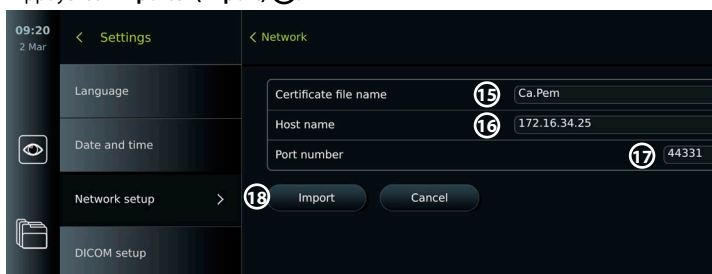 09:20
2 Mar
Settings
Network
Language
Date and time
Network setup
DICOM setup
Certificate file name 15 Ca.Pem
Host name 16 172.16.34.25
Port number 17 44331
18 Import Cancel